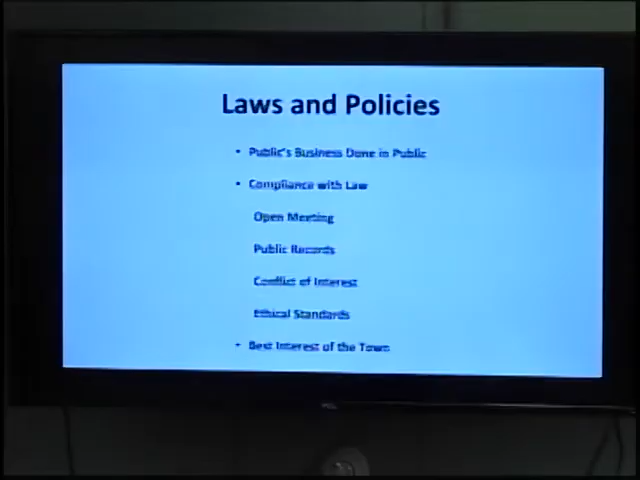 Laws and Policies
• Public's Business Done in Public
• Compliance with Law
Open Meeting
Public Records
Conflict of Interest
Ethical Standards
• Best Interest of the Town